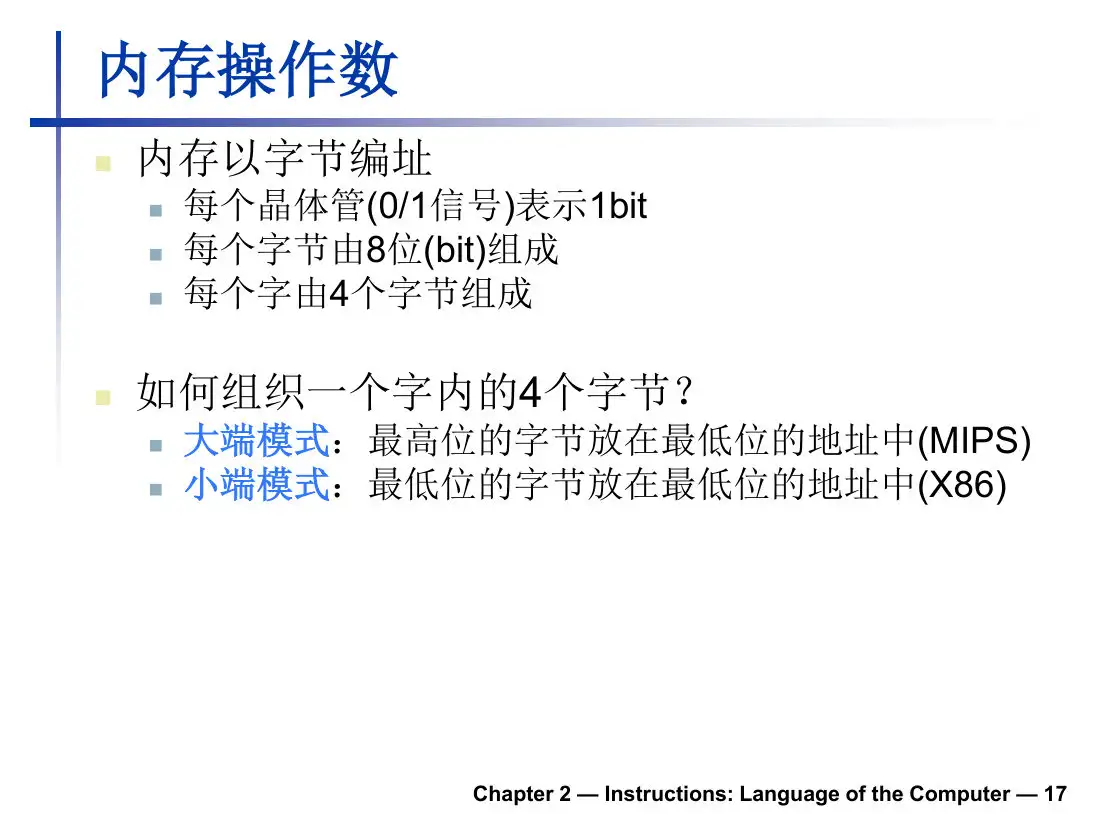 内存操作数
内存以字节编址
每个晶体管(0/1信号)表示1bit
每个字节由8位(bit)组成
每个字由4个字节组成
如何组织一个字内的4个字节？
大端模式：最高位的字节放在最低位的地址中(MIPS)
小端模式：最低位的字节放在最低位的地址中(X86)
Chapter 2 — Instructions: Language of the Computer — 17